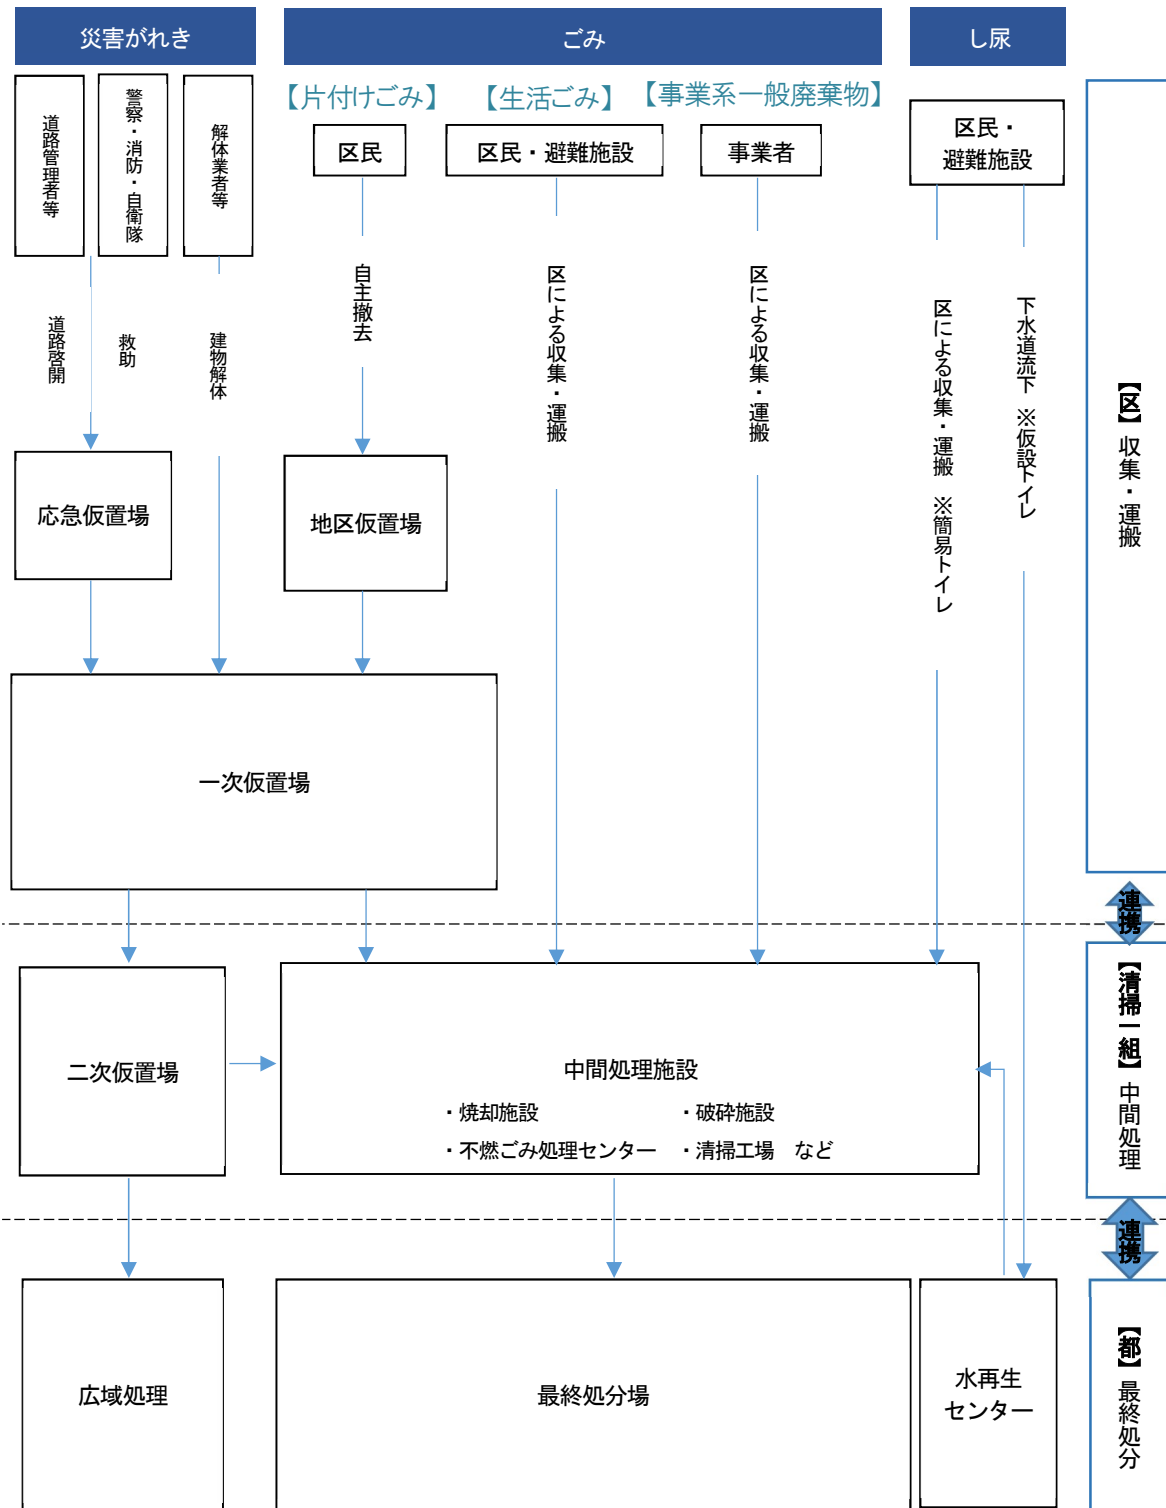 災害がれき
ごみ
し尿
【片付けごみ】
【生活ごみ】
【事業系一般廃棄物】
道路管理者等
警察・消防・自衛隊
解体業者等
区民
区民・避難施設
事業者
区民・
避難施設
道路啓開
救助
建物解体
自主撤去
区による収集・運搬
区による収集・運搬
区による収集・運搬 ※簡易トイレ
下水道流下 ※仮設トイレ
【区】収集・運搬
応急仮置場
地区仮置場
一次仮置場
連携
二次仮置場
中間処理施設
・焼却施設
・破砕施設
・不燃ごみ処理センター
・清掃工場 など
【清掃一組】中間処理
連携
広域処理
最終処分場
水再生
センター
【都】最終処分